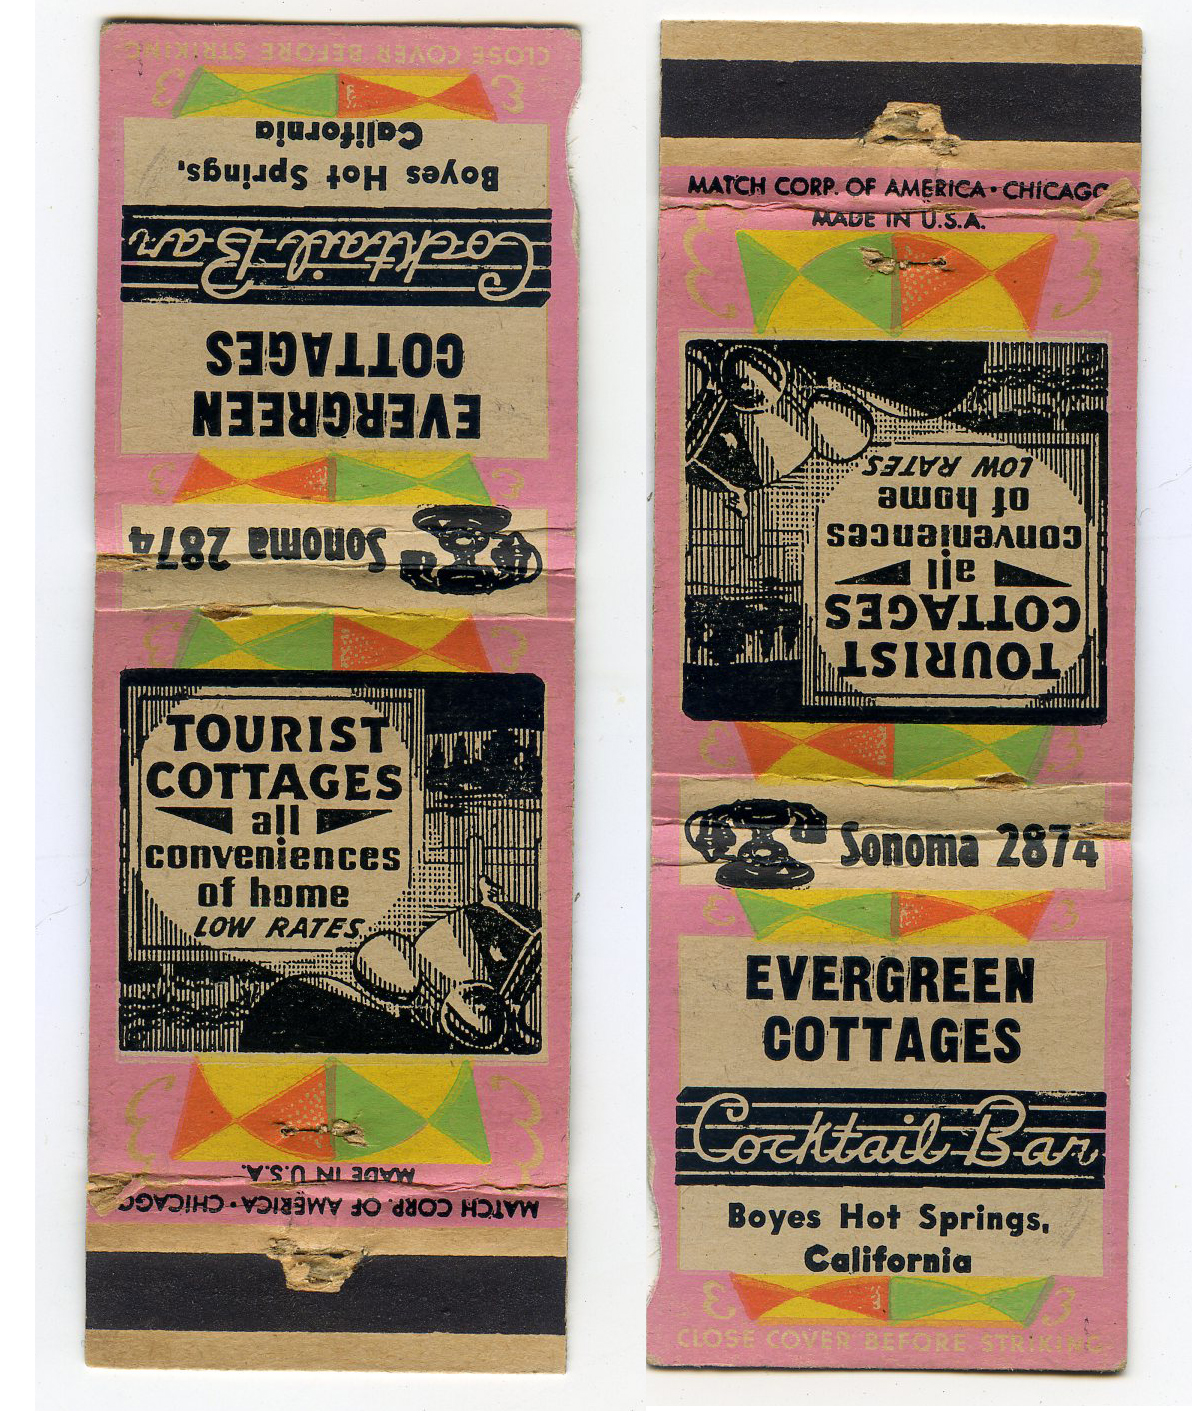 CLOSE COVER BEFORE STRIKING
Boyes Hot Springs,
California
Cocktail Bar
EVERGREEN
COTTAGES
Sonoma 2874
TOURIST
COTTAGES
all
conveniences
of home
LOW RATES
MATCH CORP. OF AMERICA • CHICAGO
MADE IN U.S.A.
MATCH CORP. OF AMERICA • CHICAGO
MADE IN U.S.A.
TOURIST
COTTAGES
all
conveniences
of home
LOW RATES
Sonoma 2874
EVERGREEN
COTTAGES
Cocktail Bar
Boyes Hot Springs,
California
CLOSE COVER BEFORE STRIKING